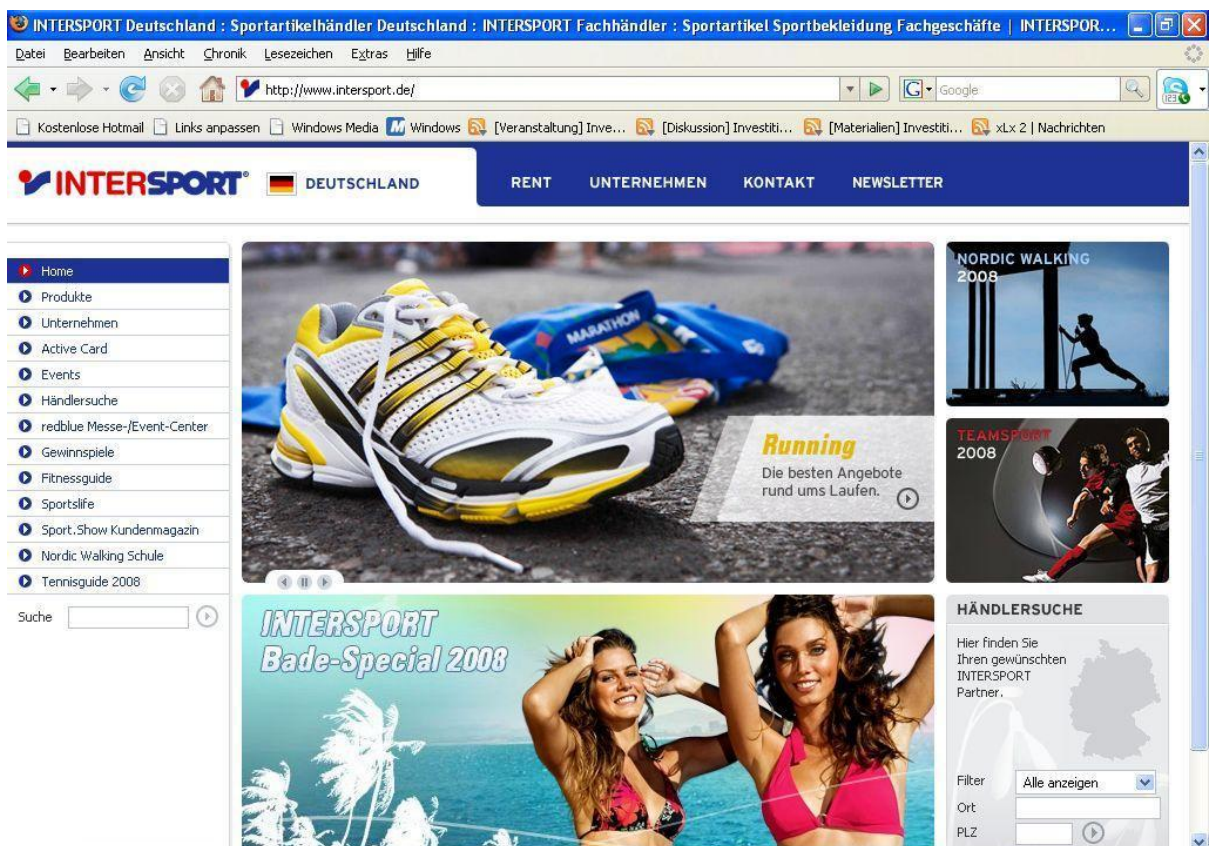 INTERSPORT Deutschland : Sportartikelhändler Deutschland : INTERSPORT Fachhändler : Sportartikel Sportbekleidung Fachgeschäfte | INTERSPOR...
Datei Bearbeiten Ansicht Chronik Lesezeichen Extras Hilfe
http://www.intersport.de/
G Google
123
Kostenlose Hotmail Links anpassen Windows Media Windows [Veranstaltung] Inve... [Diskussion] Investiti... [Materialien] Investiti... xLx 2 | Nachrichten
INTERSPORT® DEUTSCHLAND RENT UNTERNEHMEN KONTAKT NEWSLETTER
Home
Produkte
Unternehmen
Active Card
Events
Händlersuche
redblue Messe-/Event-Center
Gewinnspiele
Fitnessguide
Sportslife
Sport.Show Kundenmagazin
Nordic Walking Schule
Tennisguide 2008
Suche
MARATHON
Running
Die besten Angebote
rund ums Laufen.
NORDIC WALKING
2008
TEAMSPORT
2008
INTERSPORT
Bade-Special 2008
HÄNDLERSUCHE
Hier finden Sie
Ihren gewünschten
INTERSPORT
Partner.
Filter Alle anzeigen
Ort
PLZ